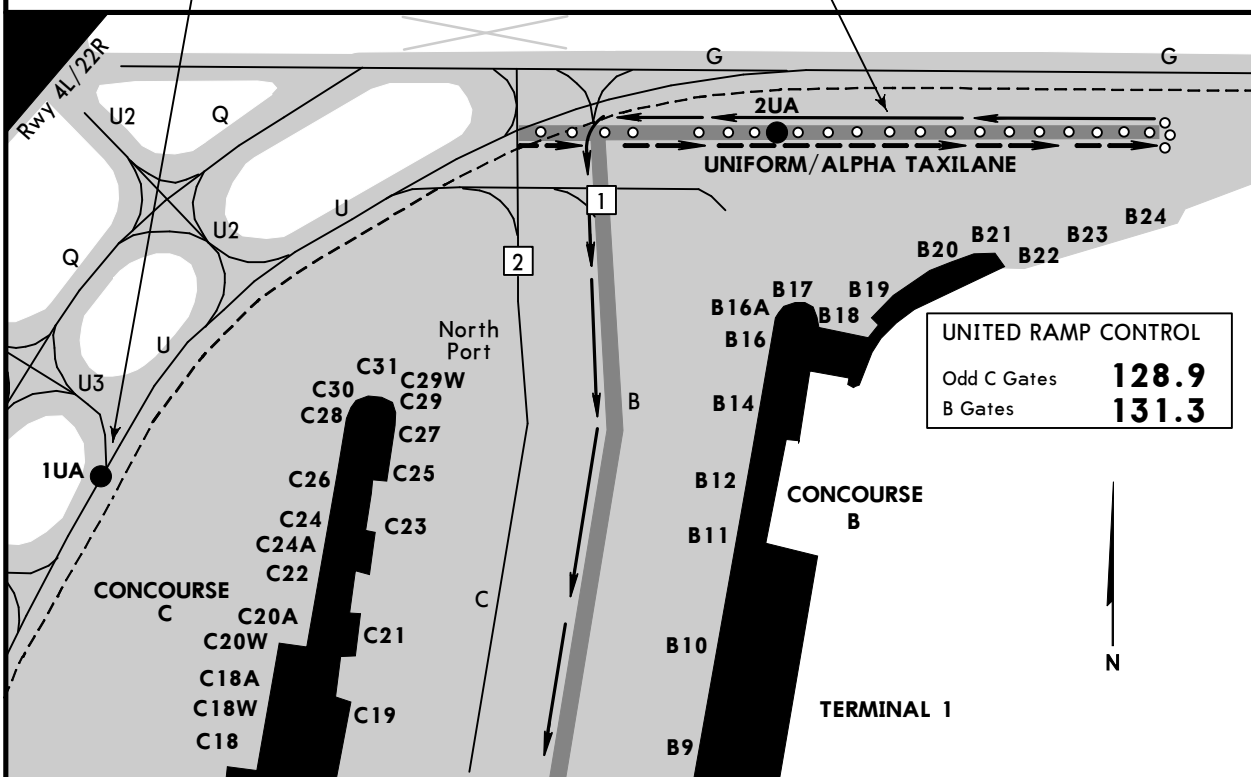 G
G
Rwy 4L/22R
U2
Q
2UA
UNIFORM/ALPHA TAXILANE
U
1
U2
Q
2
B24
B21
B23
B20
B22
B17
B19
B16A
B18
B16
North
Port
UNITED RAMP CONTROL
Odd C Gates 128.9
B Gates 131.3
U
U3
C31
C29W
C30
C29
C28
B
B14
C27
1UA
C25
C26
B12
CONCOURSE
B
C24
C23
C24A
B11
C22
CONCOURSE
C
C
C20A
C20W
C21
B10
N
C18A
C18W
C19
TERMINAL 1
C18
B9